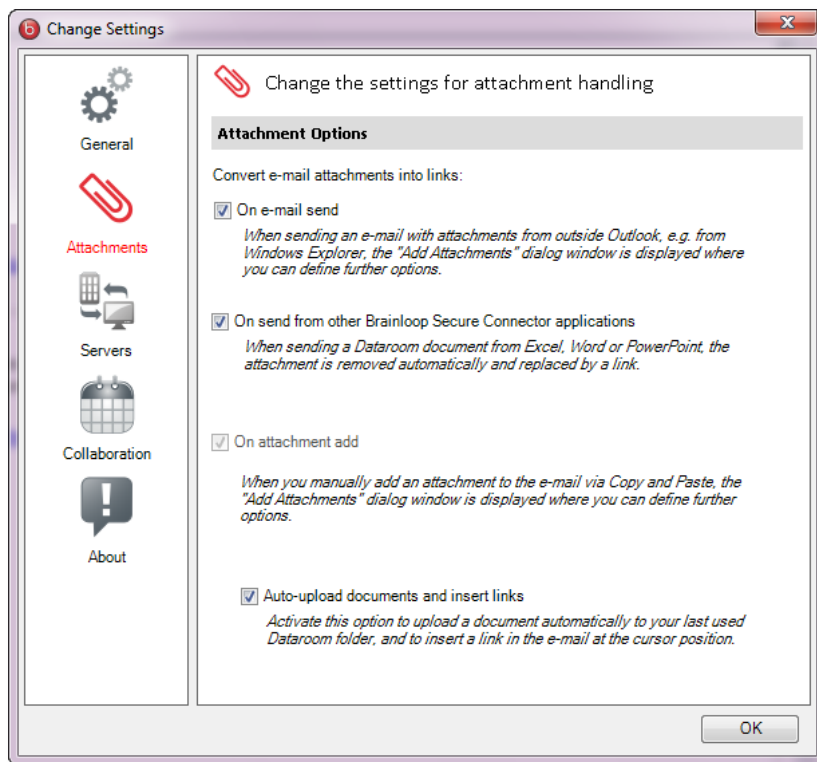 Change Settings
General
Attachments
Servers
Collaboration
About
Change the settings for attachment handling
Attachment Options
Convert e-mail attachments into links:
On e-mail send
When sending an e-mail with attachments from outside Outlook, e.g. from
Windows Explorer, the "Add Attachments" dialog window is displayed where
you can define further options.
On send from other Brainloop Secure Connector applications
When sending a Dataroom document from Excel, Word or PowerPoint, the
attachment is removed automatically and replaced by a link.
On attachment add
When you manually add an attachment to the e-mail via Copy and Paste, the
"Add Attachments" dialog window is displayed where you can define further
options.
Auto-upload documents and insert links
Activate this option to upload a document automatically to your last used
Dataroom folder, and to insert a link in the e-mail at the cursor position.
OK